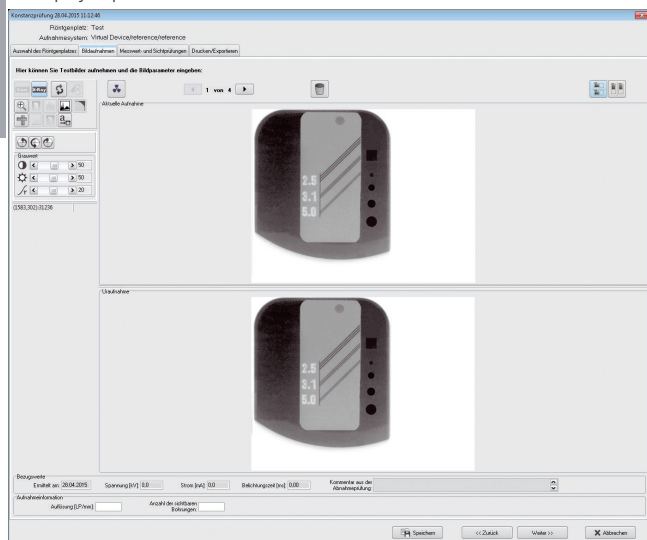 Konstanzprüfung 28.04.2015 11:12:46
Röntgenplatz: Test
Aufnahmesystem: Virtual Device/reference/reference
Auswahl des Röntgenplatzes Bildaufnahmen Messwert- und Sichtprüfungen Drucken/Exportieren
Hier können Sie Testbilder aufnehmen und die Bildparameter eingeben:
X-Ray
1 von 4
Aktuelle Aufnahme
2.5
3.1
5.0
Grauwert
50
50
20
(1583,302):31236
Uraufnahme
2.5
3.1
5.0
Bezugswerte
Ermittelt am: 28.04.2015 Spannung [kV]: 0,0 Strom [mA]: 0,0 Belichtungszeit [ms]: 0,00 Kommentar aus der Abnahmeprüfung:
Aufnahmeinformation
Auflösung [LP/mm]: Anzahl der sichtbaren Bohrungen:
Speichern << Zurück Weiter >> Abbrechen